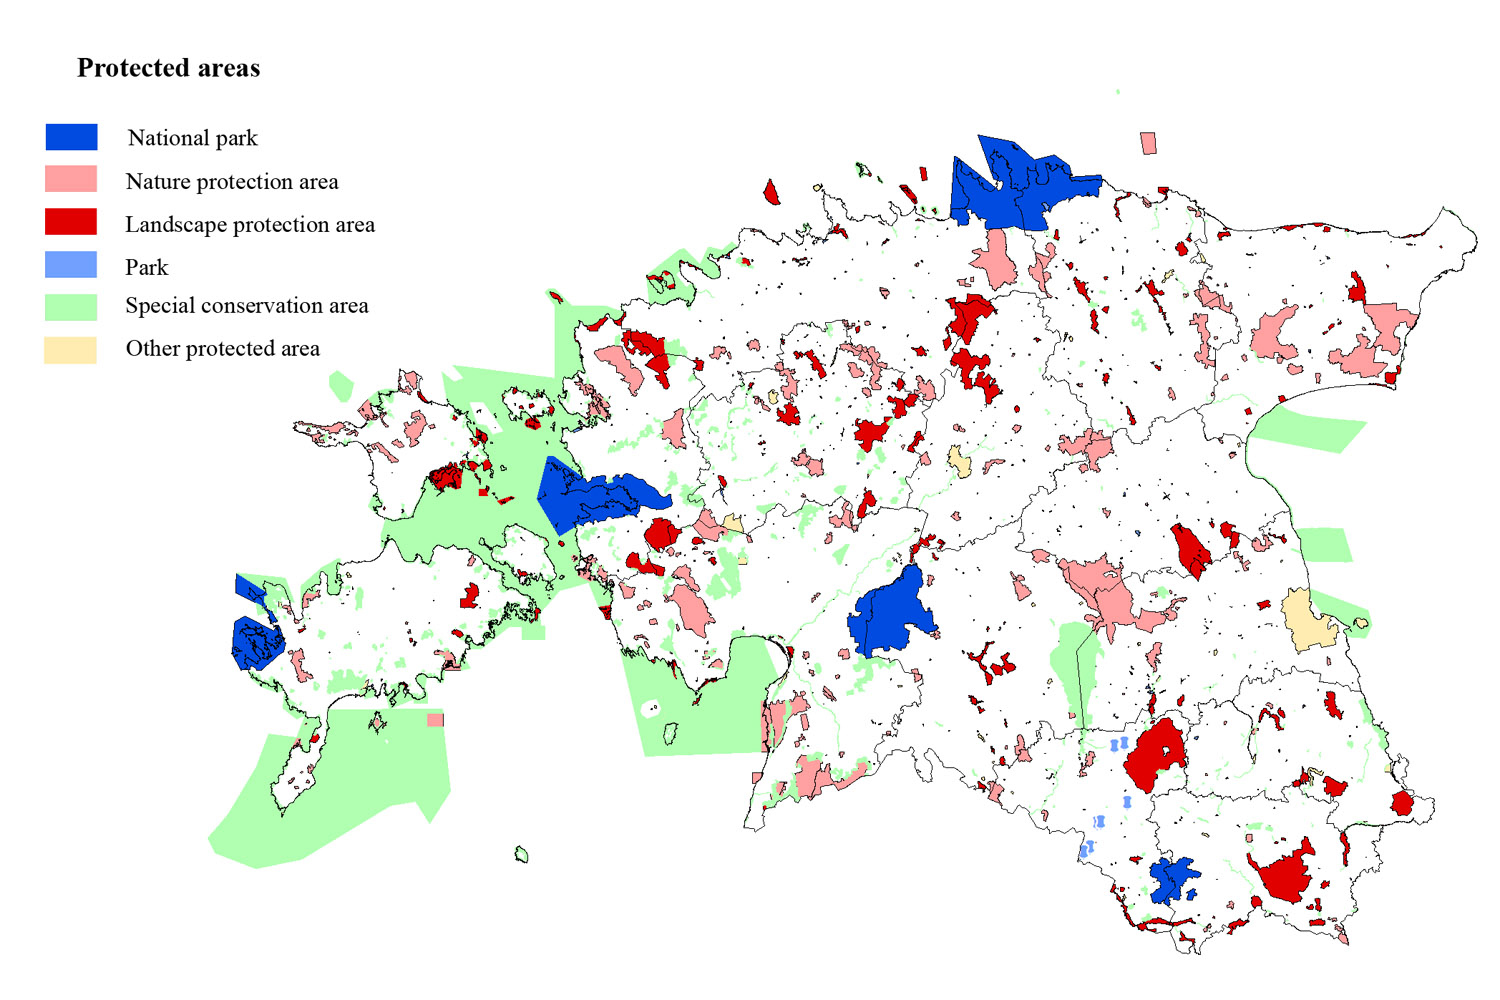 Protected areas
National park
Nature protection area
Landscape protection area
Park
Special conservation area
Other protected area